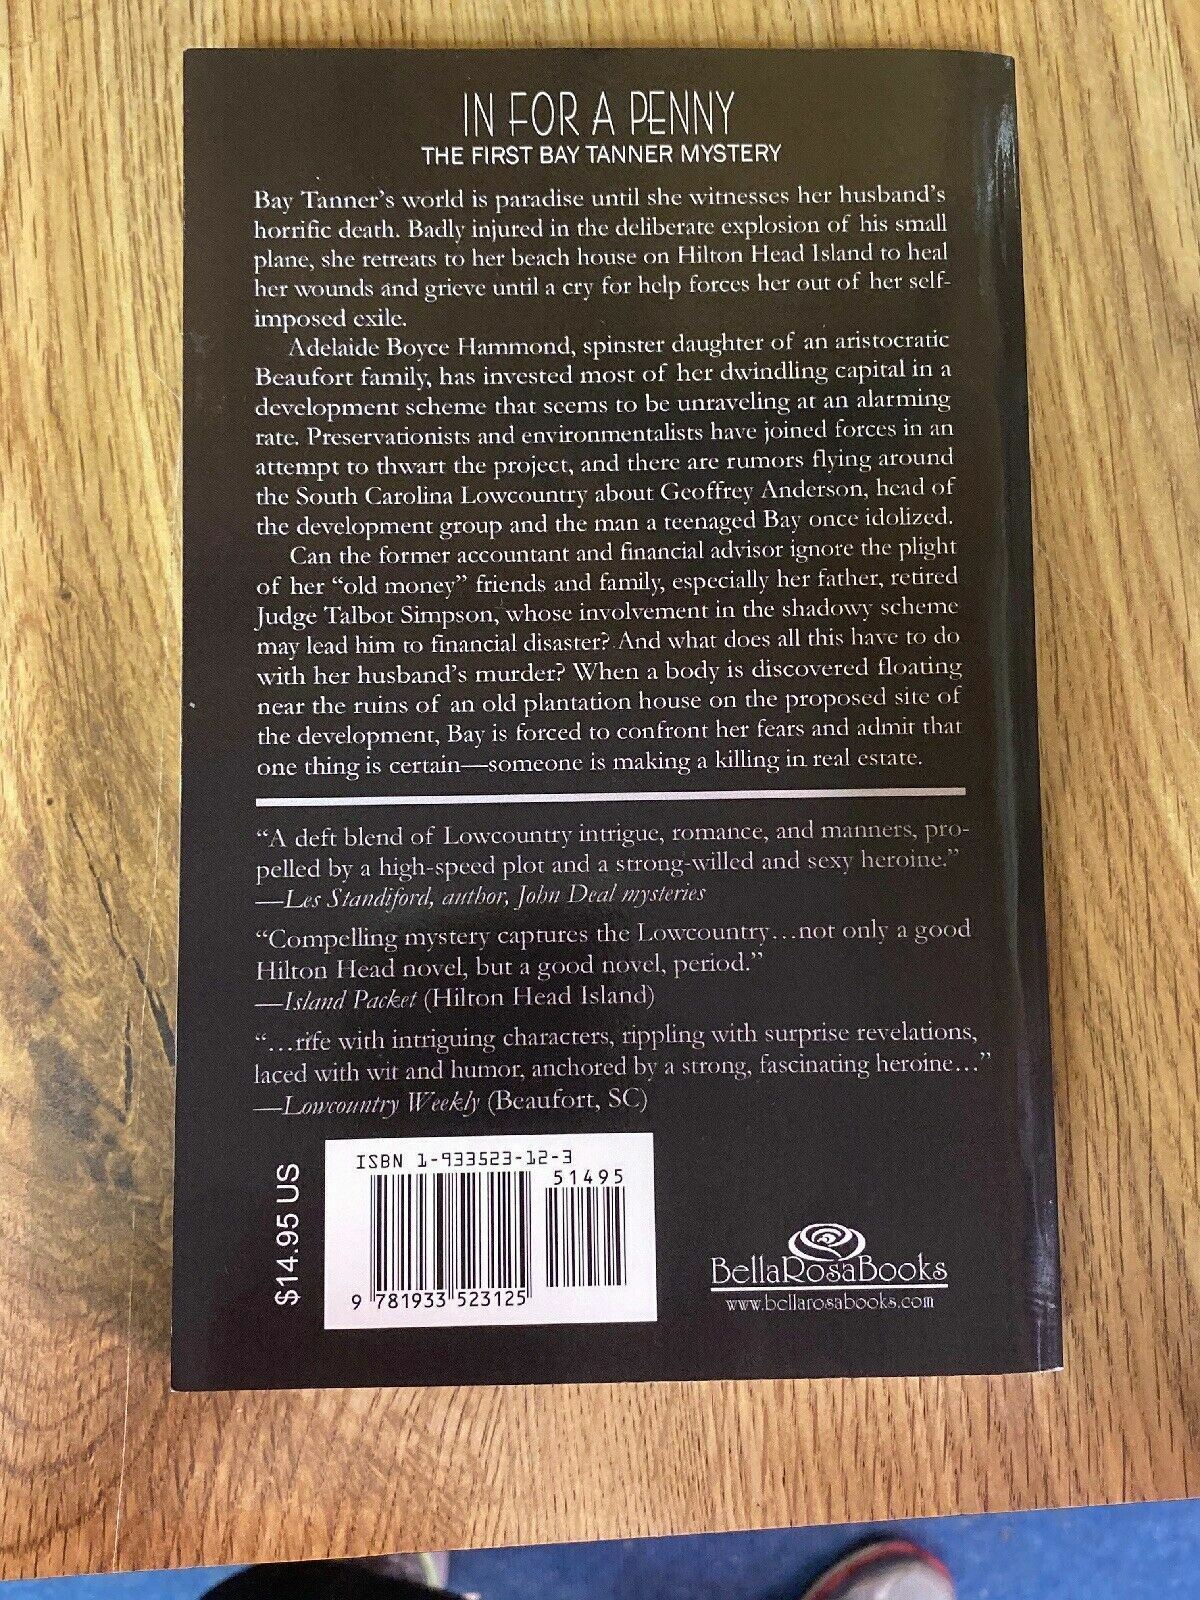 IN FOR A PENNY
THE FIRST BAY TANNER MYSTERY
Bay Tanner's world is paradise until she witnesses her husband's
horrific death. Badly injured in the deliberate explosion of his small
plane, she retreats to her beach house on Hilton Head Island to heal
her wounds and grieve until a cry for help forces her out of her self-
imposed exile.
Adelaide Boyce Hammond, spinster daughter of an aristocratic
Beaufort family, has invested most of her dwindling capital in a
development scheme that seems to be unraveling at an alarming
rate. Preservationists and environmentalists have joined forces in an
attempt to thwart the project, and there are rumors flying around
the South Carolina Lowcountry about Geoffrey Anderson, head of
the development group and the man a teenaged Bay once idolized.
Can the former accountant and financial advisor ignore the plight
of her “old money” friends and family, especially her father, retired
Judge Talbot Simpson, whose involvement in the shadowy scheme
may lead him to financial disaster? And what does all this have to do
with her husband's murder? When a body is discovered floating
near the ruins of an old plantation house on the proposed site of
the development, Bay is forced to confront her fears and admit that
one thing is certain—someone is making a killing in real estate.
“A deft blend of Lowcountry intrigue, romance, and manners, pro-
pelled by a high-speed plot and a strong-willed and sexy heroine.”
—Les Standiford, author, John Deal mysteries
“Compelling mystery captures the Lowcountry…not only a good
Hilton Head novel, but a good novel, period.”
—Island Packet (Hilton Head Island)
“…rife with intriguing characters, rippling with surprise revelations,
laced with wit and humor, anchored by a strong, fascinating heroine…”
—Lowcountry Weekly (Beaufort, SC)
$14.95 US
ISBN 1-933523-12-3
51495
9 781933 523125
BellaRosaBooks
www.bellarosabooks.com